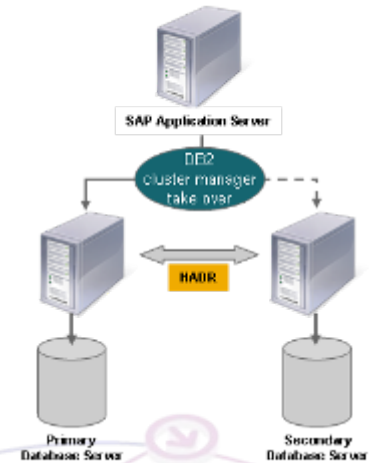 SAP Application Server
DB2
cluster manager
take over
HADR
Primary
Database Server
Secondary
Database Server